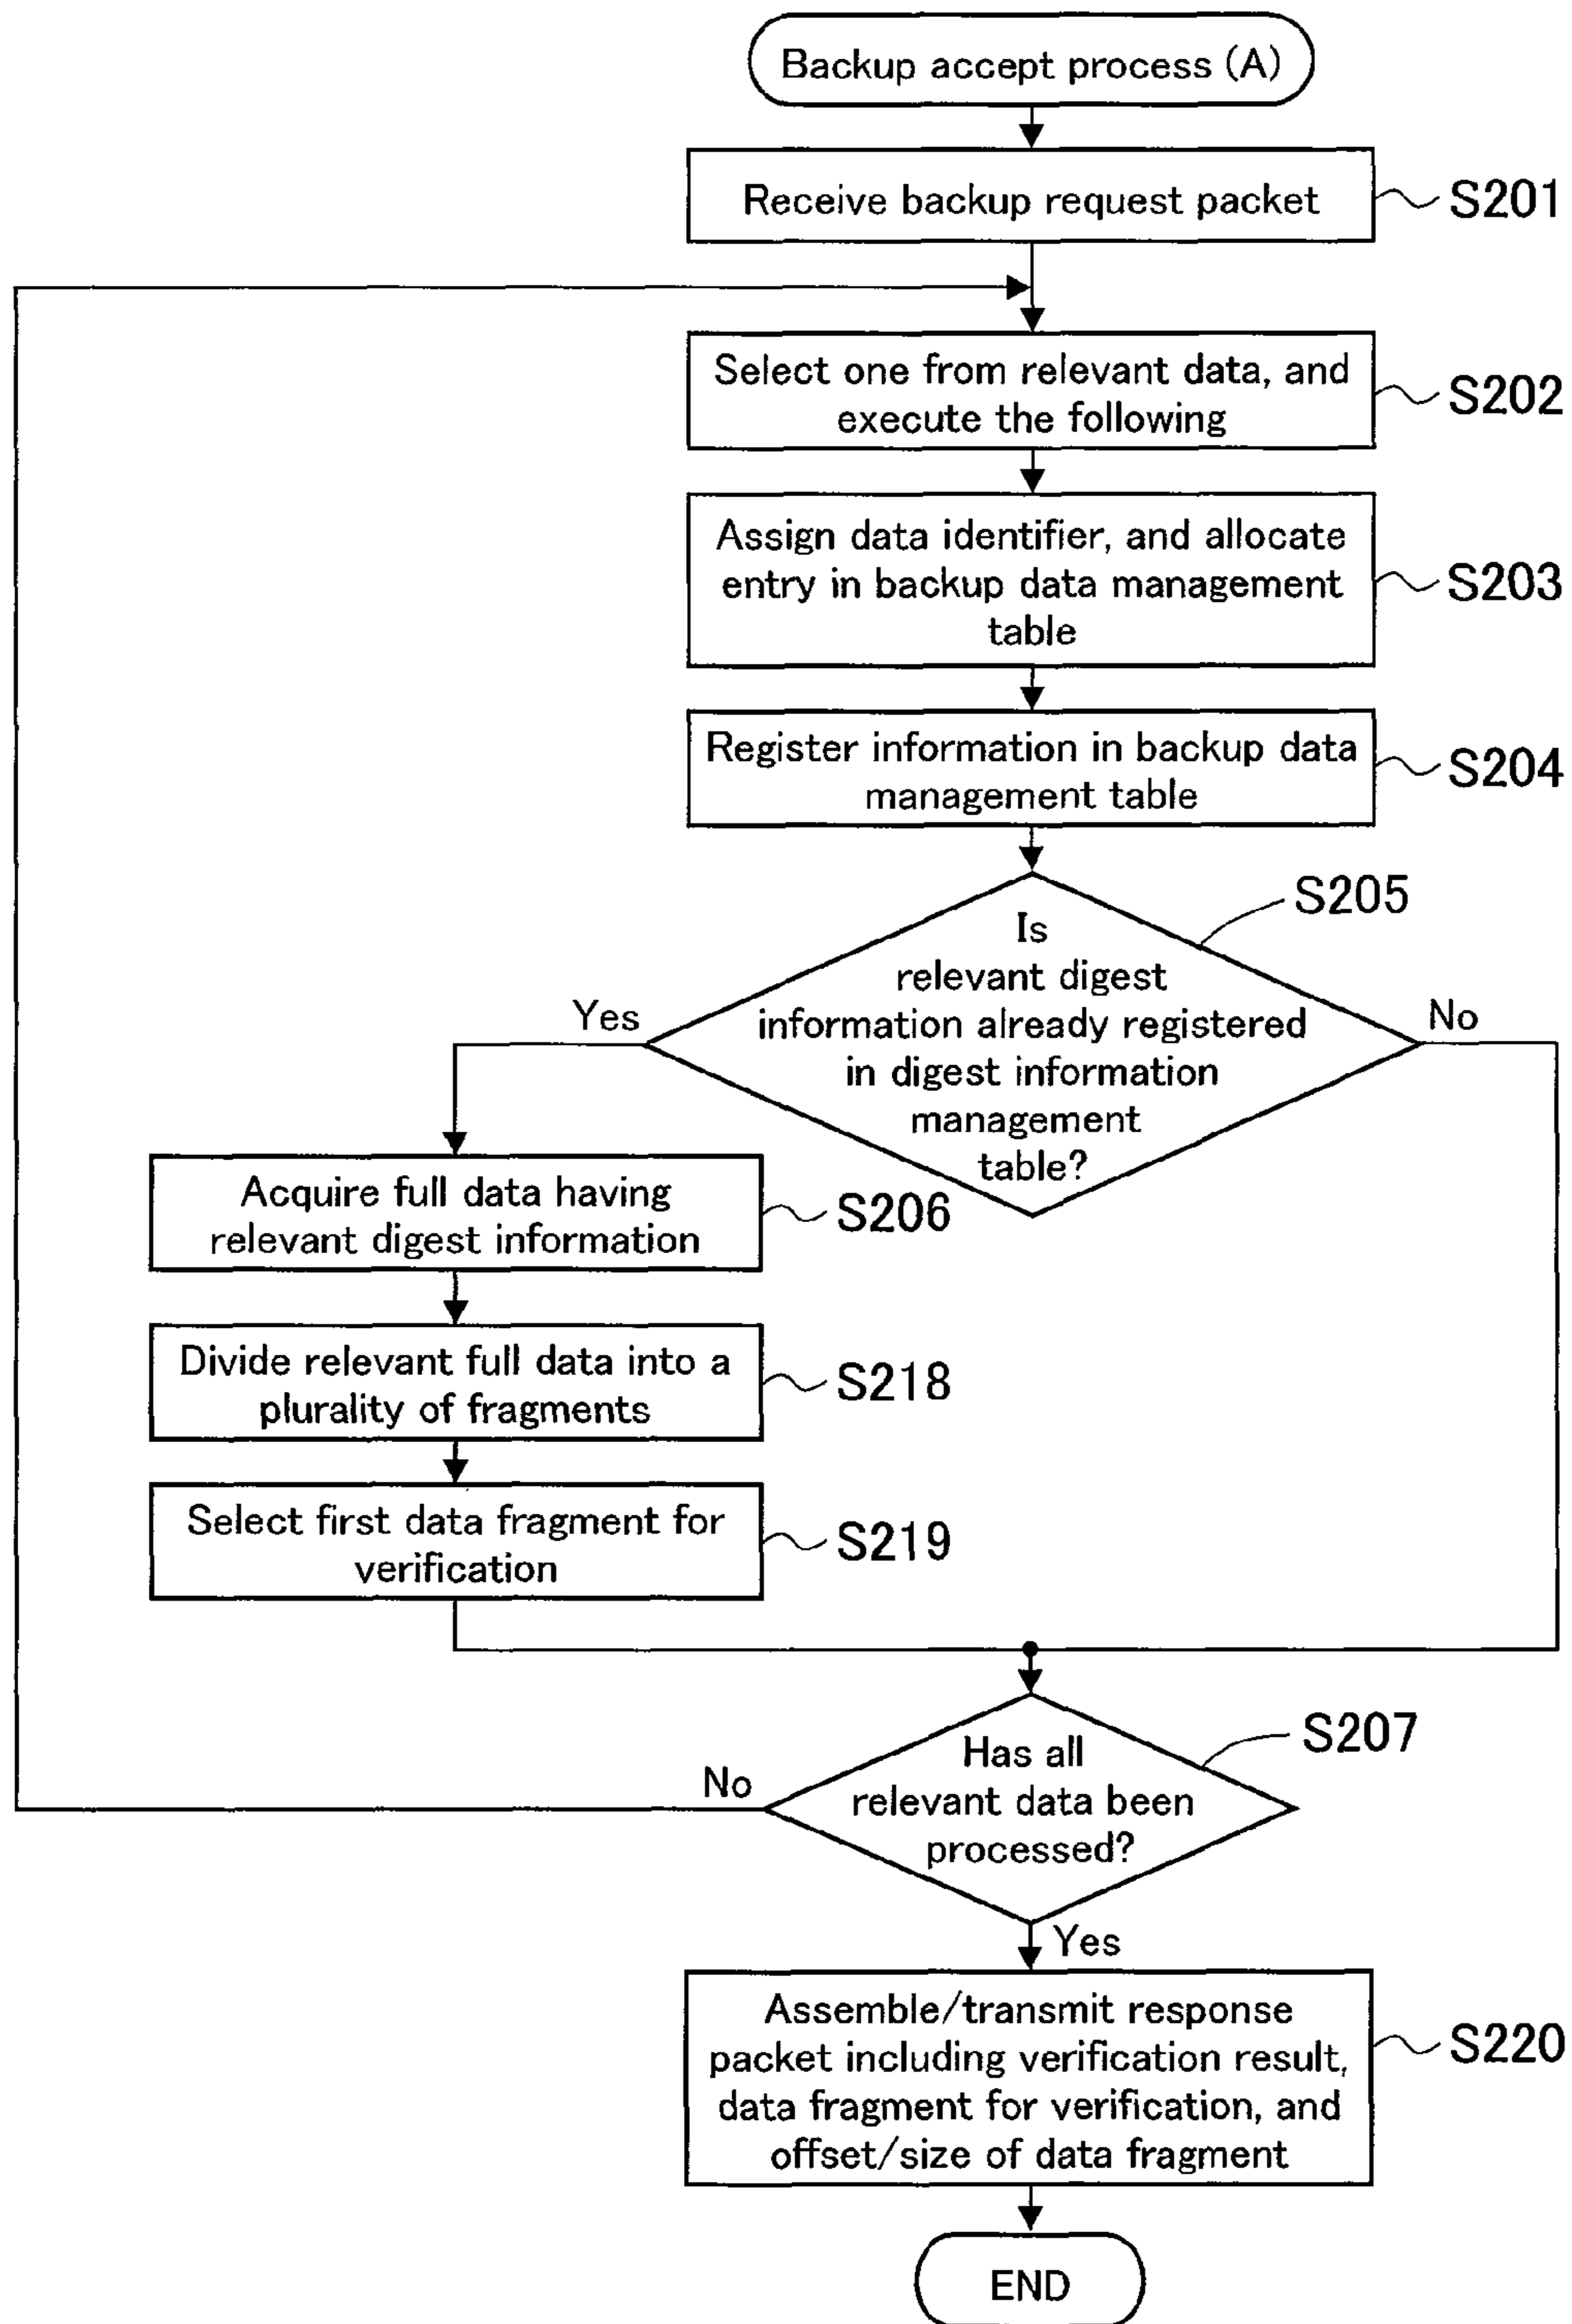 Backup accept process (A)
Receive backup request packet
S201
Select one from relevant data, and
execute the following
S202
Assign data identifier, and allocate
entry in backup data management
table
S203
Register information in backup data
management table
S204
S205
Is
relevant digest
information already registered
in digest information
management
table?
Yes
No
Acquire full data having
relevant digest information
S206
Divide relevant full data into a
plurality of fragments
S218
Select first data fragment for
verification
S219
S207
Has all
relevant data been
processed?
No
Yes
Assemble/transmit response
packet including verification result,
data fragment for verification, and
offset/size of data fragment
S220
END